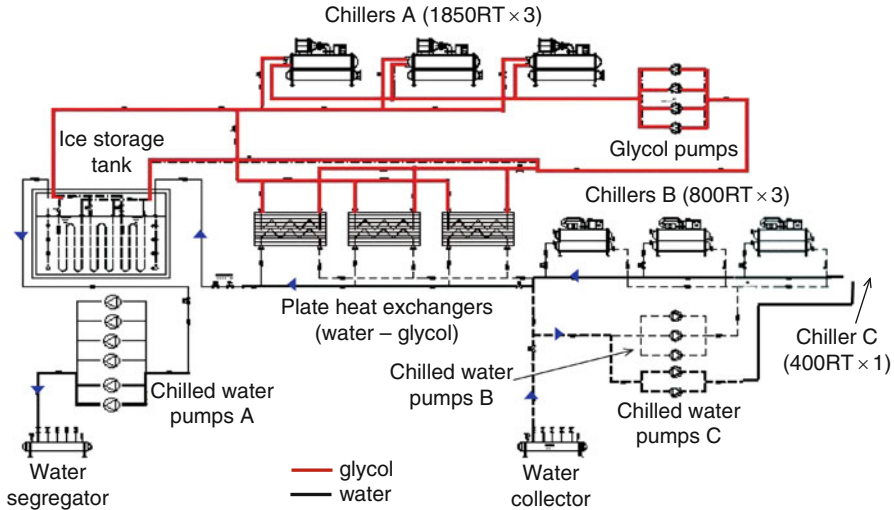 Chillers A (1850RT × 3)
Ice storage
tank
Glycol pumps
Chillers B (800RT × 3)
Plate heat exchangers
(water – glycol)
Chiller C
(400RT × 1)
Chilled water
pumps A
Chilled water
pumps B
Chilled water
pumps C
Water
segregator
glycol
water
Water
collector